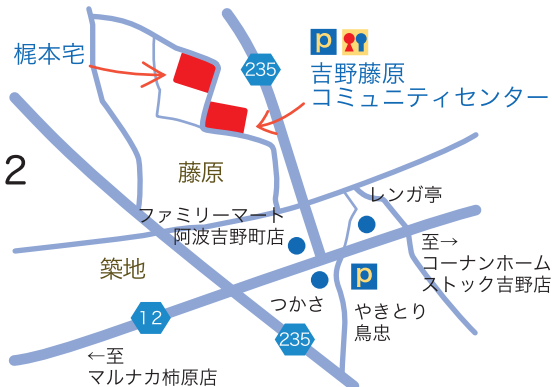 P
梶本宅
235
吉野藤原
コミュニティセンター
2
藤原
レンガ亭
ファミリーマート
阿波吉野町店
至→
コーナンホーム
ストック吉野店
築地
P
つかさ
やきとり
鳥忠
12
235
←至
マルナカ柿原店